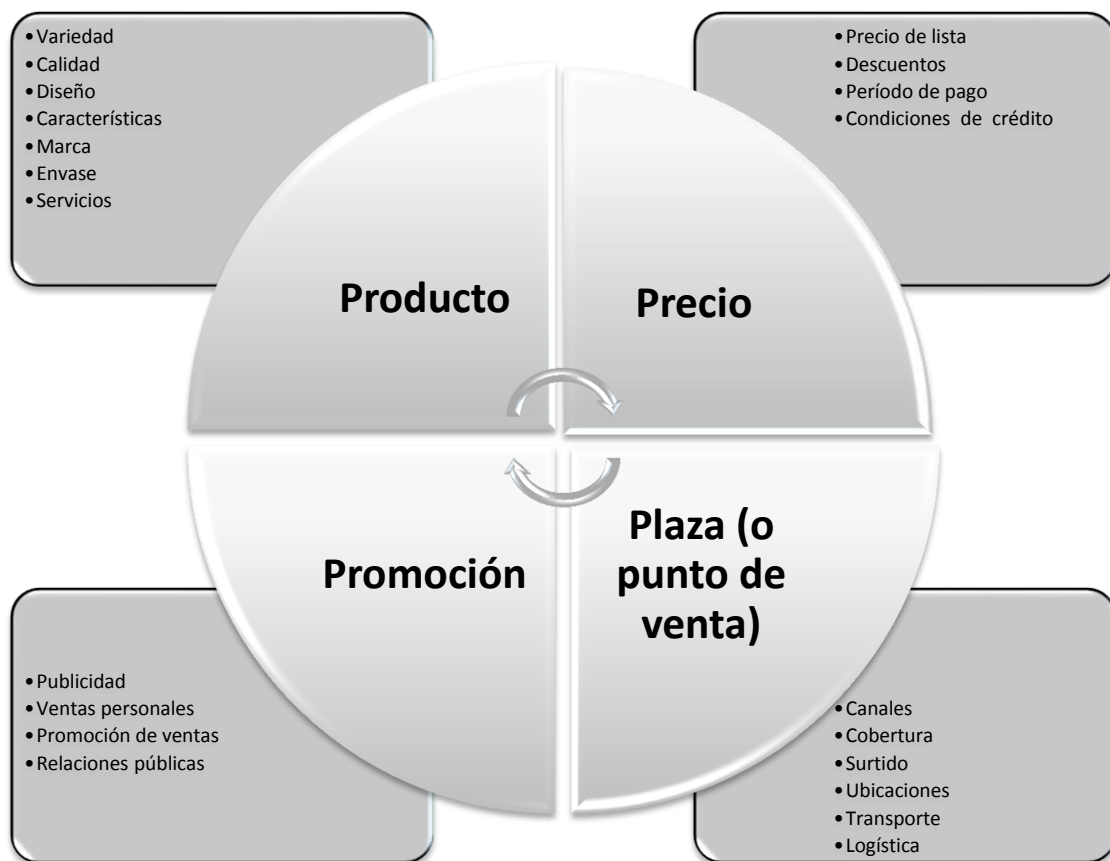 •Variedad
•Calidad
•Diseño
•Características
•Marca
•Envase
•Servicios
•Precio de lista
•Descuentos
•Período de pago
•Condiciones de crédito
Producto
Precio
Promoción
Plaza (o
punto de
venta)
•Publicidad
•Ventas personales
•Promoción de ventas
•Relaciones públicas
•Canales
•Cobertura
•Surtido
•Ubicaciones
•Transporte
•Logística